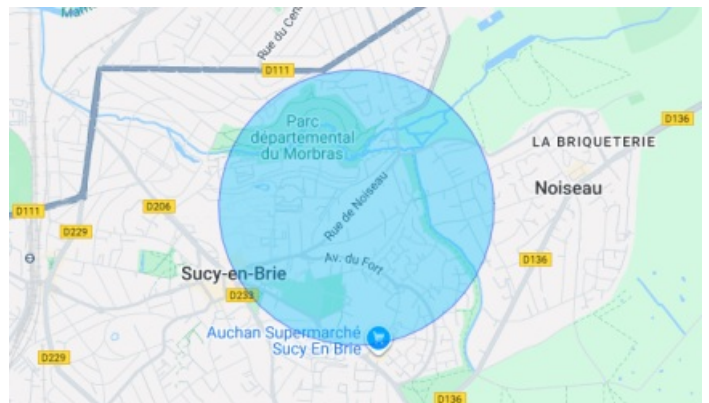 Rue du Cen
D111
Parc
départemental
du Morbras
D136
LA BRIQUETERIE
Noiseau
Rue de Noiseau
D206
D111
D229
Av. du Fort
D136
Sucy-en-Brie
D233
Auchan Supermarché
Sucy En Brie
D229
D136